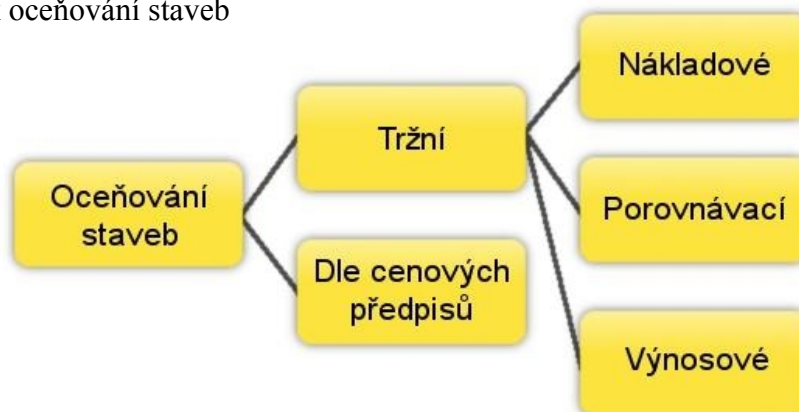 oceňování staveb
Oceňování
staveb
Tržní
Dle cenových
předpisů
Nákladové
Porovnávací
Výnosové